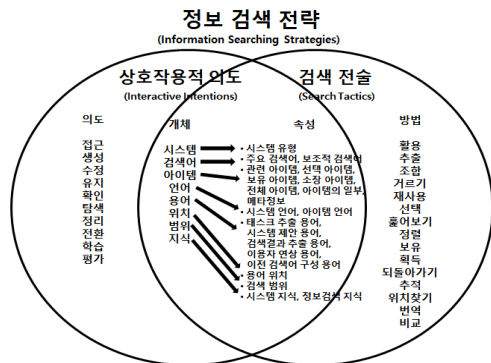 정보 검색 전략
(Information Searching Strategies)
상호작용적 의도
(Interactive Intentions)
검색 전술
(Search Tactics)
의도
접근
생성
수정
유지
확인
탐색
정리
전환
학습
평가
개체
시스템
검색어
아이템
언어
용어
위치
범위
지식
속성
• 시스템 유형
• 주요 검색어, 보조적 검색어
• 관련 아이템, 선택 아이템,
보유 아이템, 소장 아이템,
전체 아이템, 아이템의 일부,
메타정보
• 시스템 언어, 아이템 언어
• 태스크 추출 용어,
시스템 제안 용어,
검색결과 추출 용어,
이용자 연상 용어,
이전 검색어 구성 용어
• 용어 위치
• 검색 범위
• 시스템 지식, 정보검색 지식
방법
활용
추출
조합
거르기
재사용
선택
훑어보기
정렬
보유
획득
되돌아가기
추적
위치찾기
번역
비교